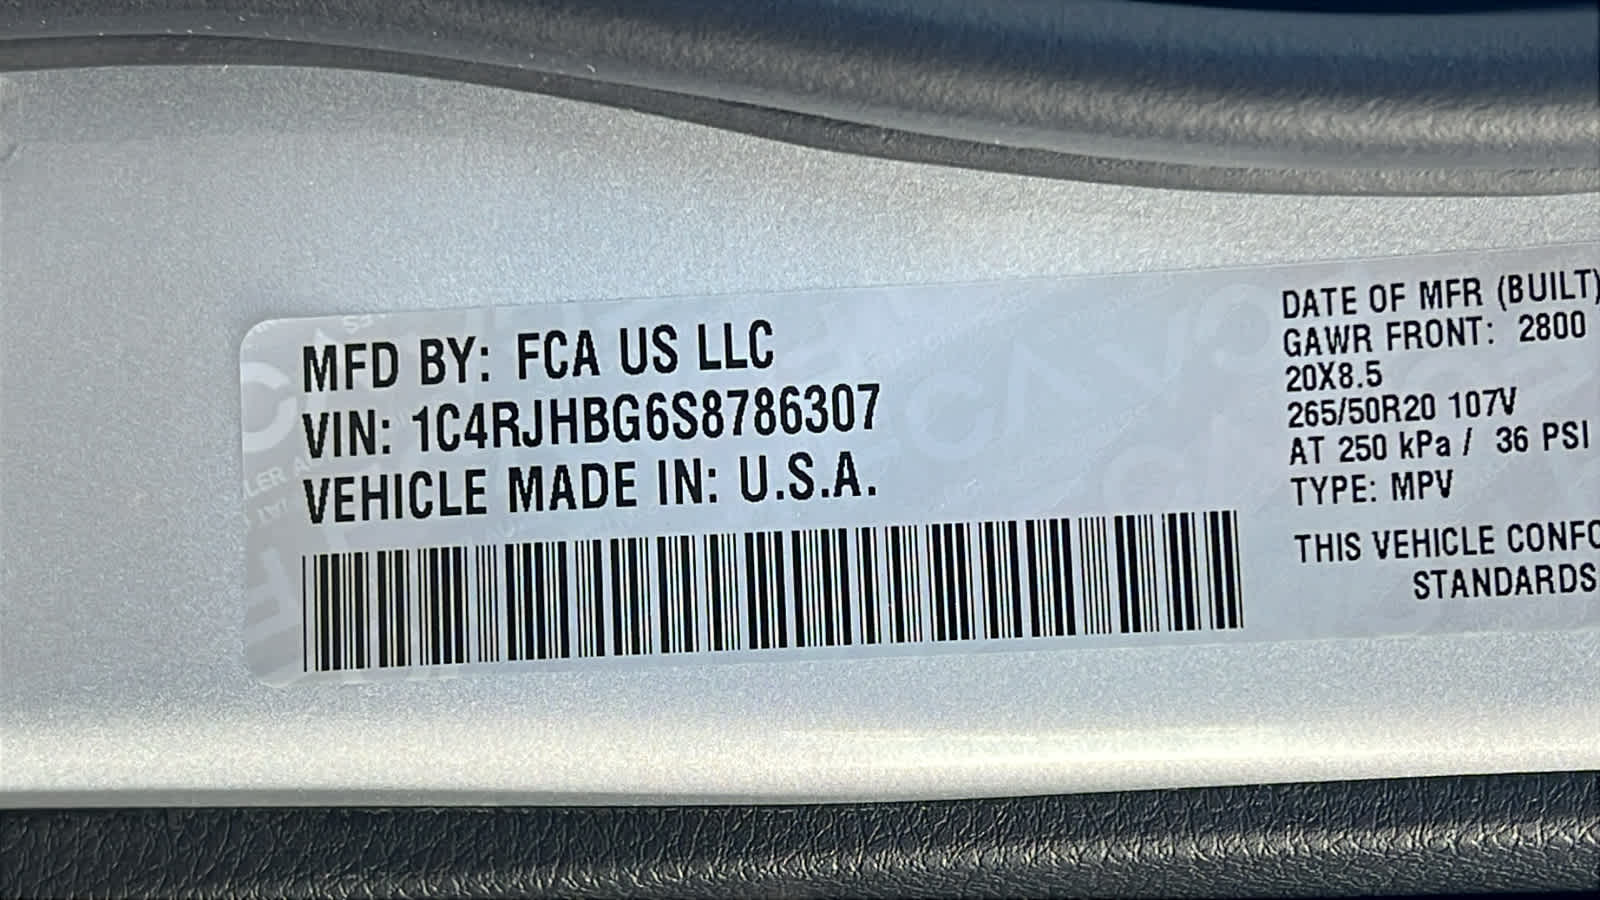 MFD BY: FCA US LLC
VIN: 1C4RJHBG6S8786307
VEHICLE MADE IN: U.S.A.
DATE OF MFR (BUILT)
GAWR FRONT: 2800
20X8.5
265/50R20 107V
AT 250 kPa / 36 PSI
TYPE: MPV
THIS VEHICLE CONFO
STANDARDS